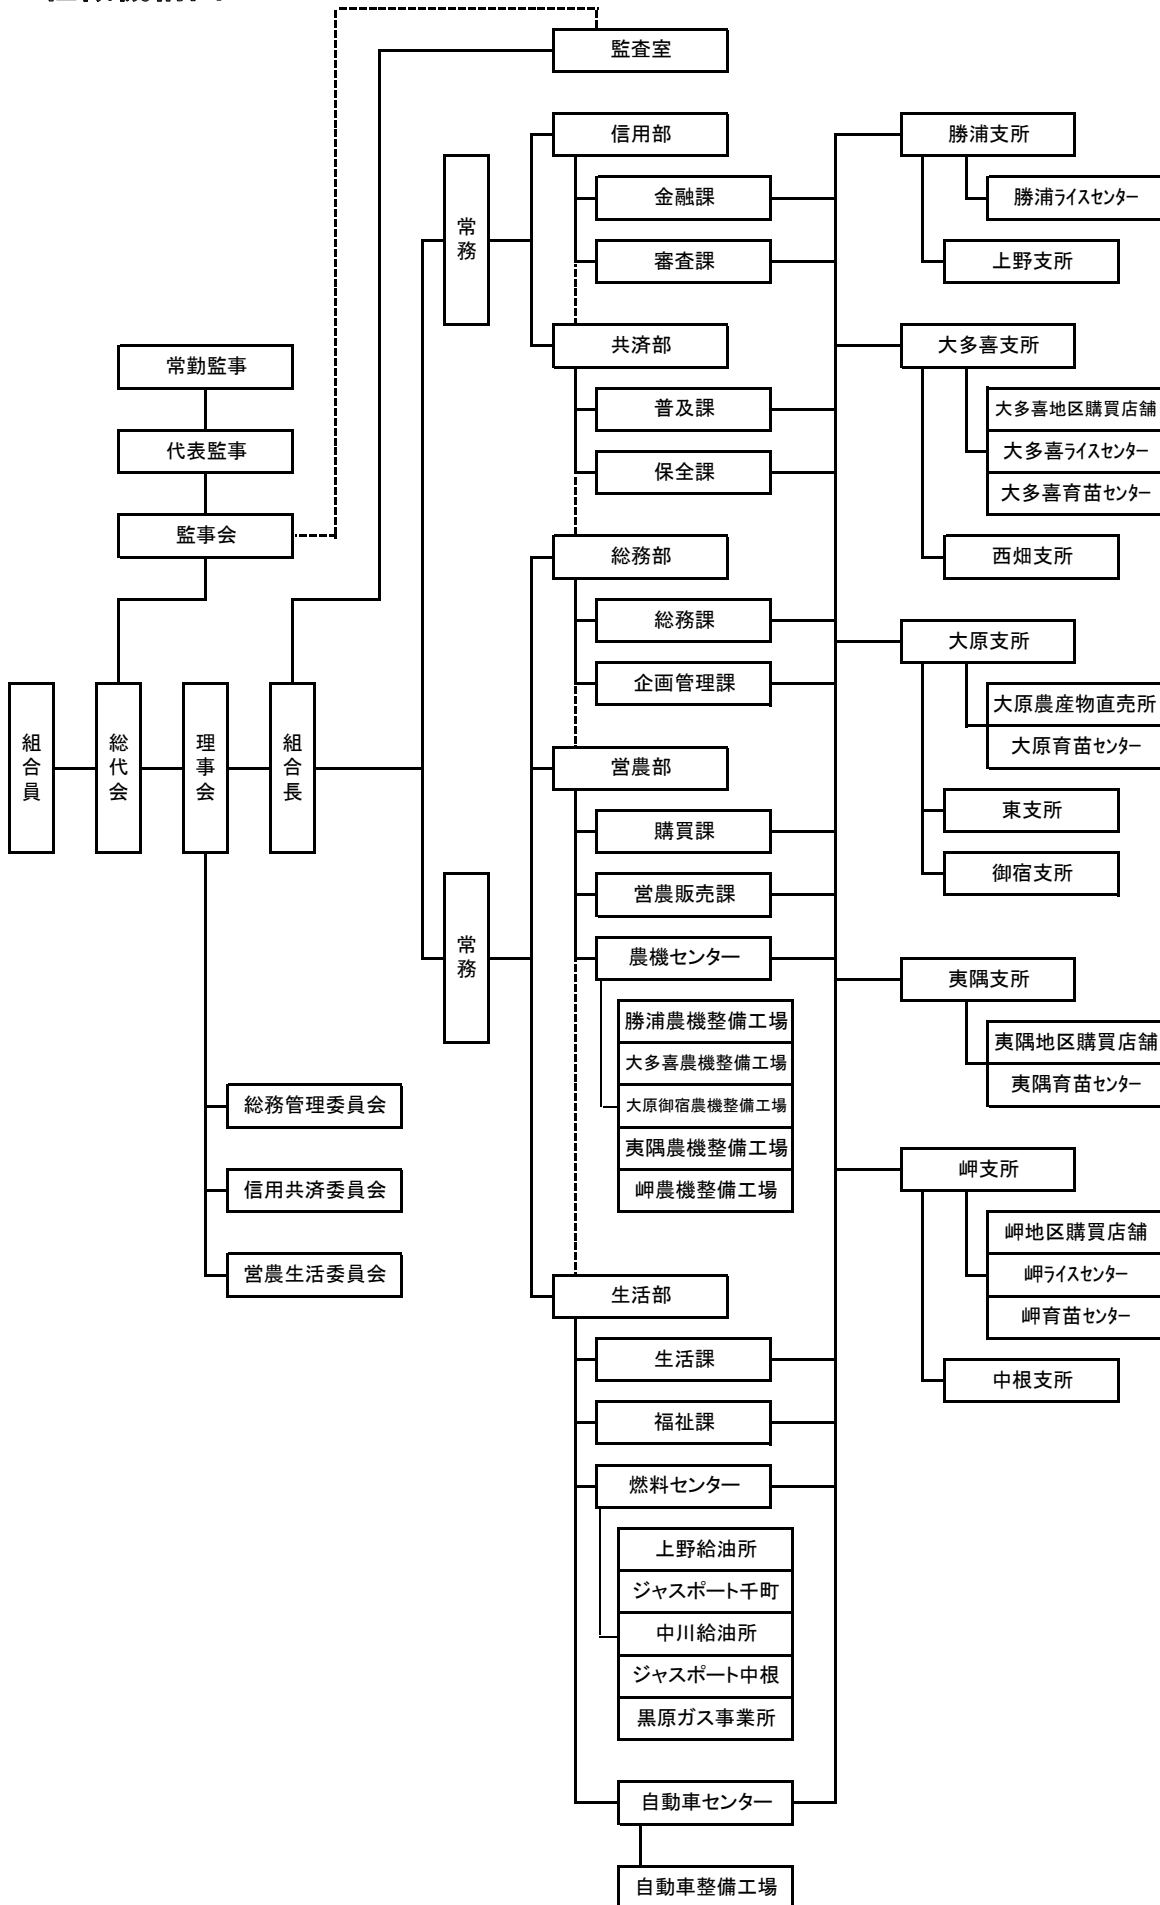 監査室
信用部
勝浦支所
金融課
勝浦ライスセンター
常務
審査課
上野支所
共済部
大多喜支所
常勤監事
普及課
大多喜地区購買店舗
代表監事
保全課
大多喜ライスセンター
大多喜育苗センター
監事会
総務部
西畑支所
総務課
大原支所
企画管理課
大原農産物直売所
大原育苗センター
組合員
総代会
理事会
組合長
営農部
購買課
東支所
営農販売課
御宿支所
常務
農機センター
夷隅支所
勝浦農機整備工場
夷隅地区購買店舗
大多喜農機整備工場
夷隅育苗センター
総務管理委員会
大原御宿農機整備工場
夷隅農機整備工場
岬支所
信用共済委員会
岬農機整備工場
岬地区購買店舗
営農生活委員会
岬ライスセンター
生活部
岬育苗センター
生活課
中根支所
福祉課
燃料センター
上野給油所
ジャスポート千町
中川給油所
ジャスポート中根
黒原ガス事業所
自動車センター
自動車整備工場